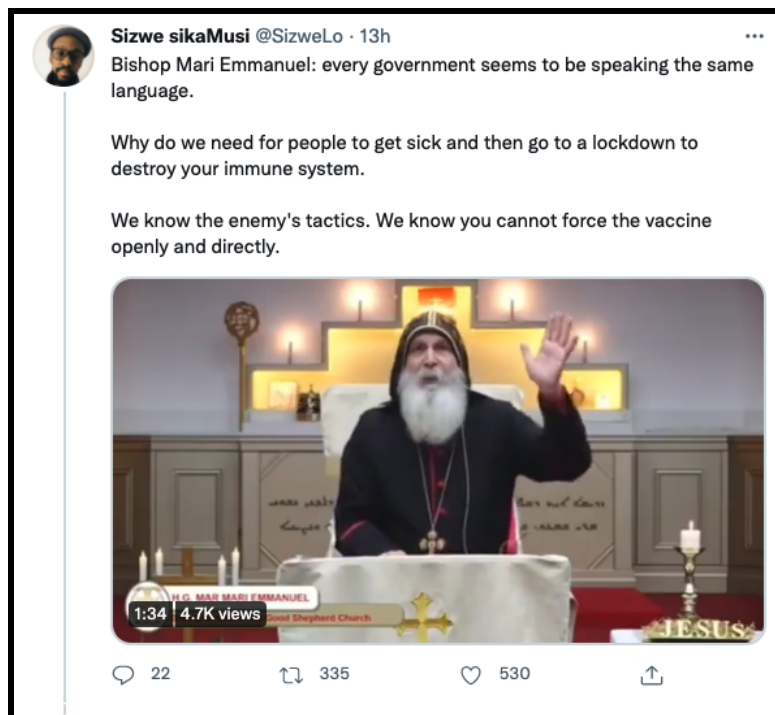 Sizwe sikaMusi @SizweLo · 13h
Bishop Mari Emmanuel: every government seems to be speaking the same
language.
Why do we need for people to get sick and then go to a lockdown to
destroy your immune system.
We know the enemy's tactics. We know you cannot force the vaccine
openly and directly.
H.G. MAR MARI EMMANUEL
Good Shepherd Church
1:34 4.7K views
JESUS
22 335 530